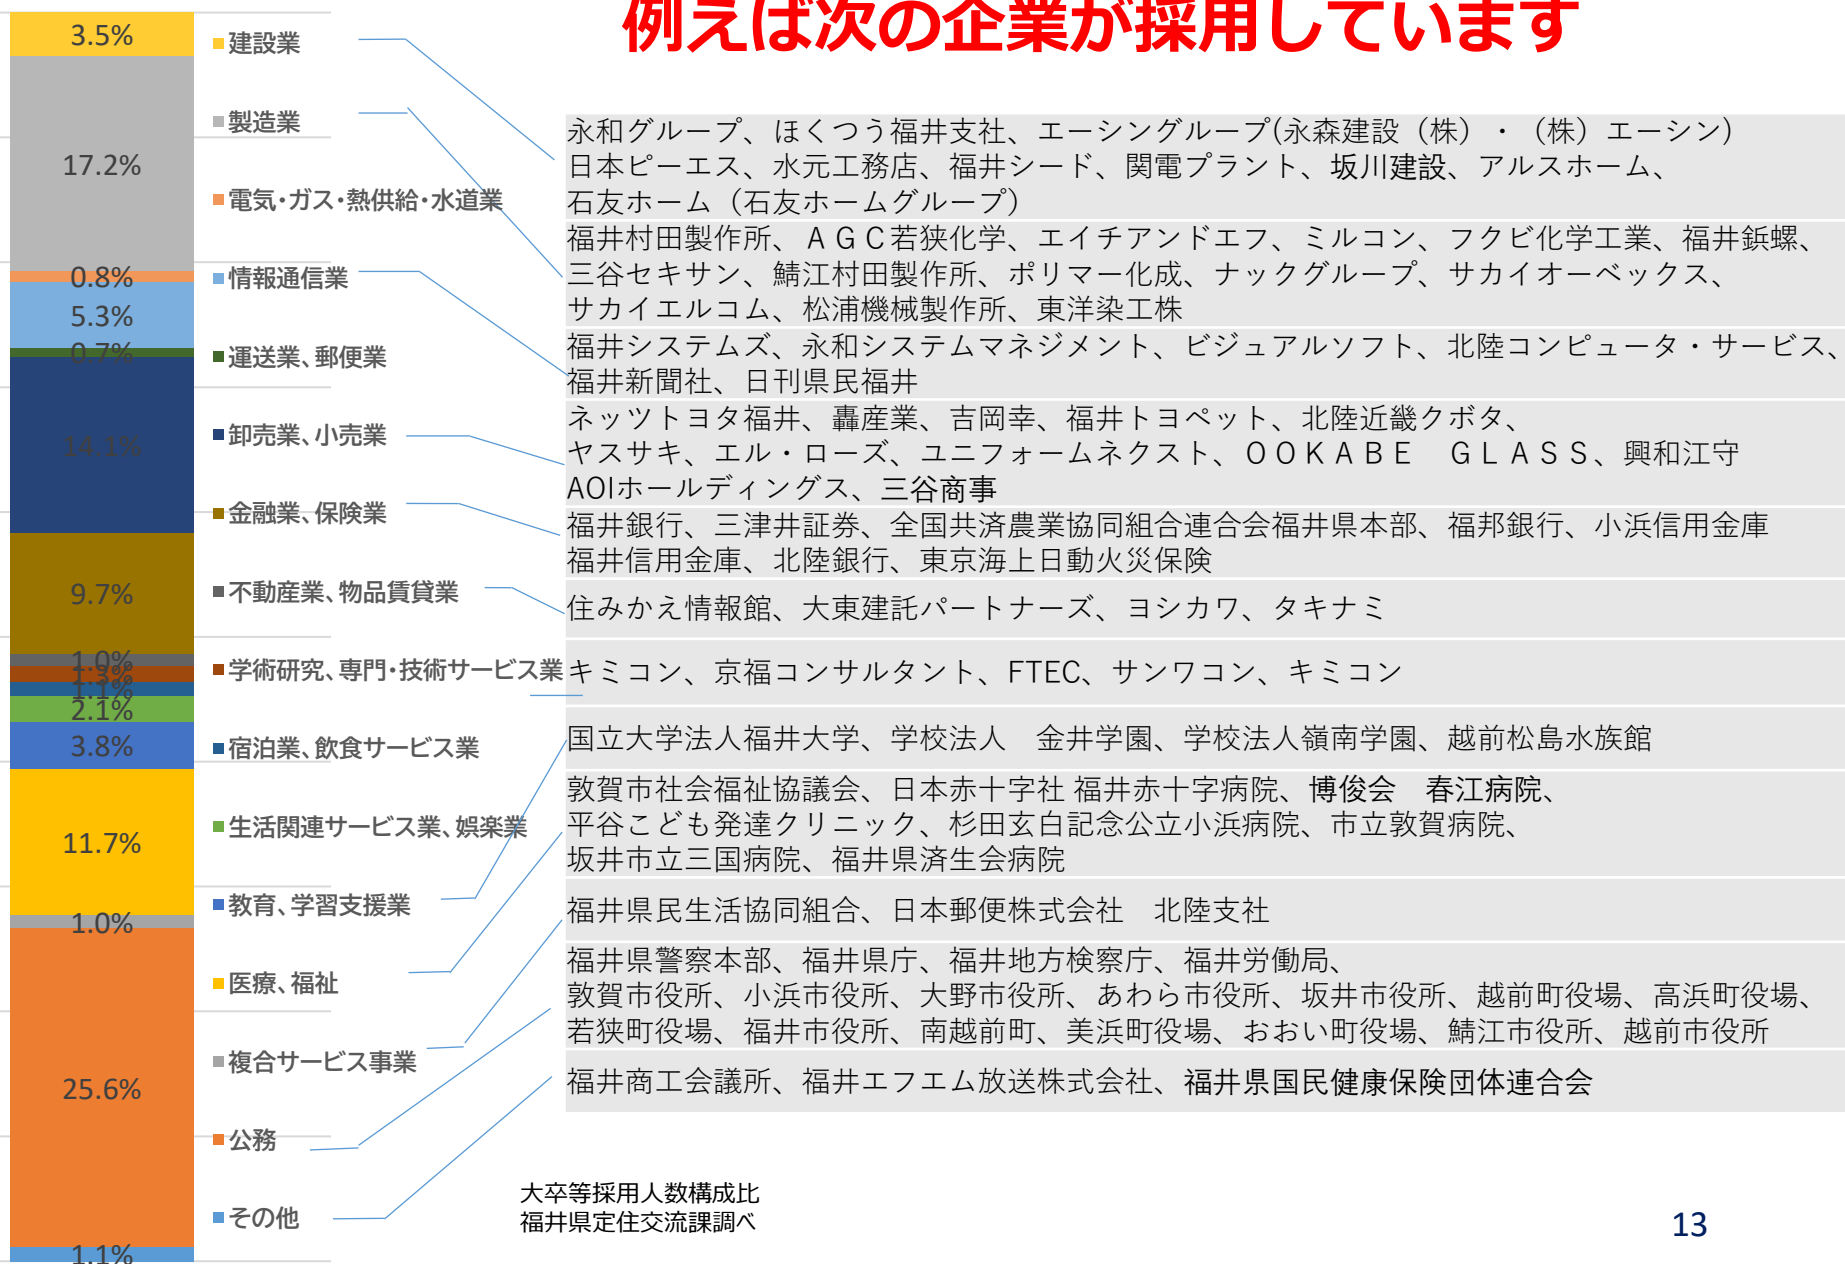 例えば次の企業が採用しています
3.5%
17.2%
0.8%
5.3%
0.7%
14.1%
9.7%
1.0%
1.3%
1.1%
2.1%
3.8%
11.7%
1.0%
25.6%
1.1%
建設業
製造業
電気・ガス・熱供給・水道業
情報通信業
運送業、郵便業
卸売業、小売業
金融業、保険業
不動産業、物品賃貸業
学術研究、専門・技術サービス業
宿泊業、飲食サービス業
生活関連サービス業、娯楽業
教育、学習支援業
医療、福祉
複合サービス事業
公務
その他
永和グループ、ほくつう福井支社、エーシングループ(永森建設（株）・（株）エーシン)
日本ピーエス、水元工務店、福井シード、関電プラント、坂川建設、アルスホーム、
石友ホーム（石友ホームグループ）
福井村田製作所、ＡＧＣ若狭化学、エイチアンドエフ、ミルコン、フクビ化学工業、福井鋲螺、
三谷セキサン、鯖江村田製作所、ポリマー化成、ナックグループ、サカイオーベックス、
サカイエルコム、松浦機械製作所、東洋染工株
福井システムズ、永和システムマネジメント、ビジュアルソフト、北陸コンピュータ・サービス、
福井新聞社、日刊県民福井
ネッツトヨタ福井、轟産業、吉岡幸、福井トヨペット、北陸近畿クボタ、
ヤスサキ、エル・ローズ、ユニフォームネクスト、ＯＯＫＡＢＥ　ＧＬＡＳＳ、興和江守
AOIホールディングス、三谷商事
福井銀行、三津井証券、全国共済農業協同組合連合会福井県本部、福邦銀行、小浜信用金庫
福井信用金庫、北陸銀行、東京海上日動火災保険
住みかえ情報館、大東建託パートナーズ、ヨシカワ、タキナミ
キミコン、京福コンサルタント、FTEC、サンワコン、キミコン
国立大学法人福井大学、学校法人　金井学園、学校法人嶺南学園、越前松島水族館
敦賀市社会福祉協議会、日本赤十字社 福井赤十字病院、博俊会　春江病院、
平谷こども発達クリニック、杉田玄白記念公立小浜病院、市立敦賀病院、
坂井市立三国病院、福井県済生会病院
福井県民生活協同組合、日本郵便株式会社　北陸支社
福井県警察本部、福井県庁、福井地方検察庁、福井労働局、
敦賀市役所、小浜市役所、大野市役所、あわら市役所、坂井市役所、越前町役場、高浜町役場、
若狭町役場、福井市役所、南越前町、美浜町役場、おおい町役場、鯖江市役所、越前市役所
福井商工会議所、福井エフエム放送株式会社、福井県国民健康保険団体連合会
大卒等採用人数構成比
福井県定住交流課調べ
13